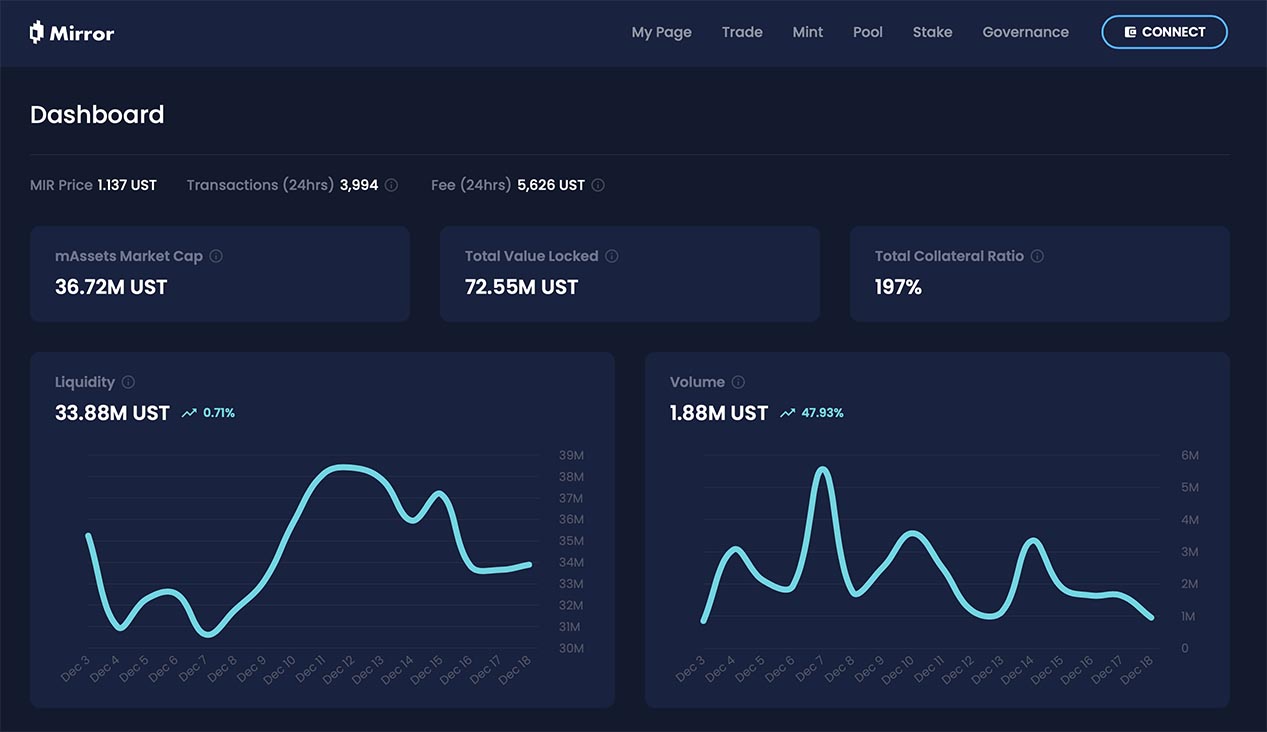 Mirror
My Page Trade Mint Pool Stake Governance CONNECT
Dashboard
MIR Price 1.137 UST Transactions (24hrs) 3,994 Fee (24hrs) 5,626 UST
mAssets Market Cap
36.72M UST
Total Value Locked
72.55M UST
Total Collateral Ratio
197%
Liquidity
33.88M UST 0.71%
39M
38M
37M
36M
35M
34M
33M
32M
31M
30M
Dec 3 Dec 4 Dec 5 Dec 6 Dec 7 Dec 8 Dec 9 Dec 10 Dec 11 Dec 12 Dec 13 Dec 14 Dec 15 Dec 16 Dec 17 Dec 18
Volume
1.88M UST 47.93%
6M
5M
4M
3M
2M
1M
0
Dec 3 Dec 4 Dec 5 Dec 6 Dec 7 Dec 8 Dec 9 Dec 10 Dec 11 Dec 12 Dec 13 Dec 14 Dec 15 Dec 16 Dec 17 Dec 18